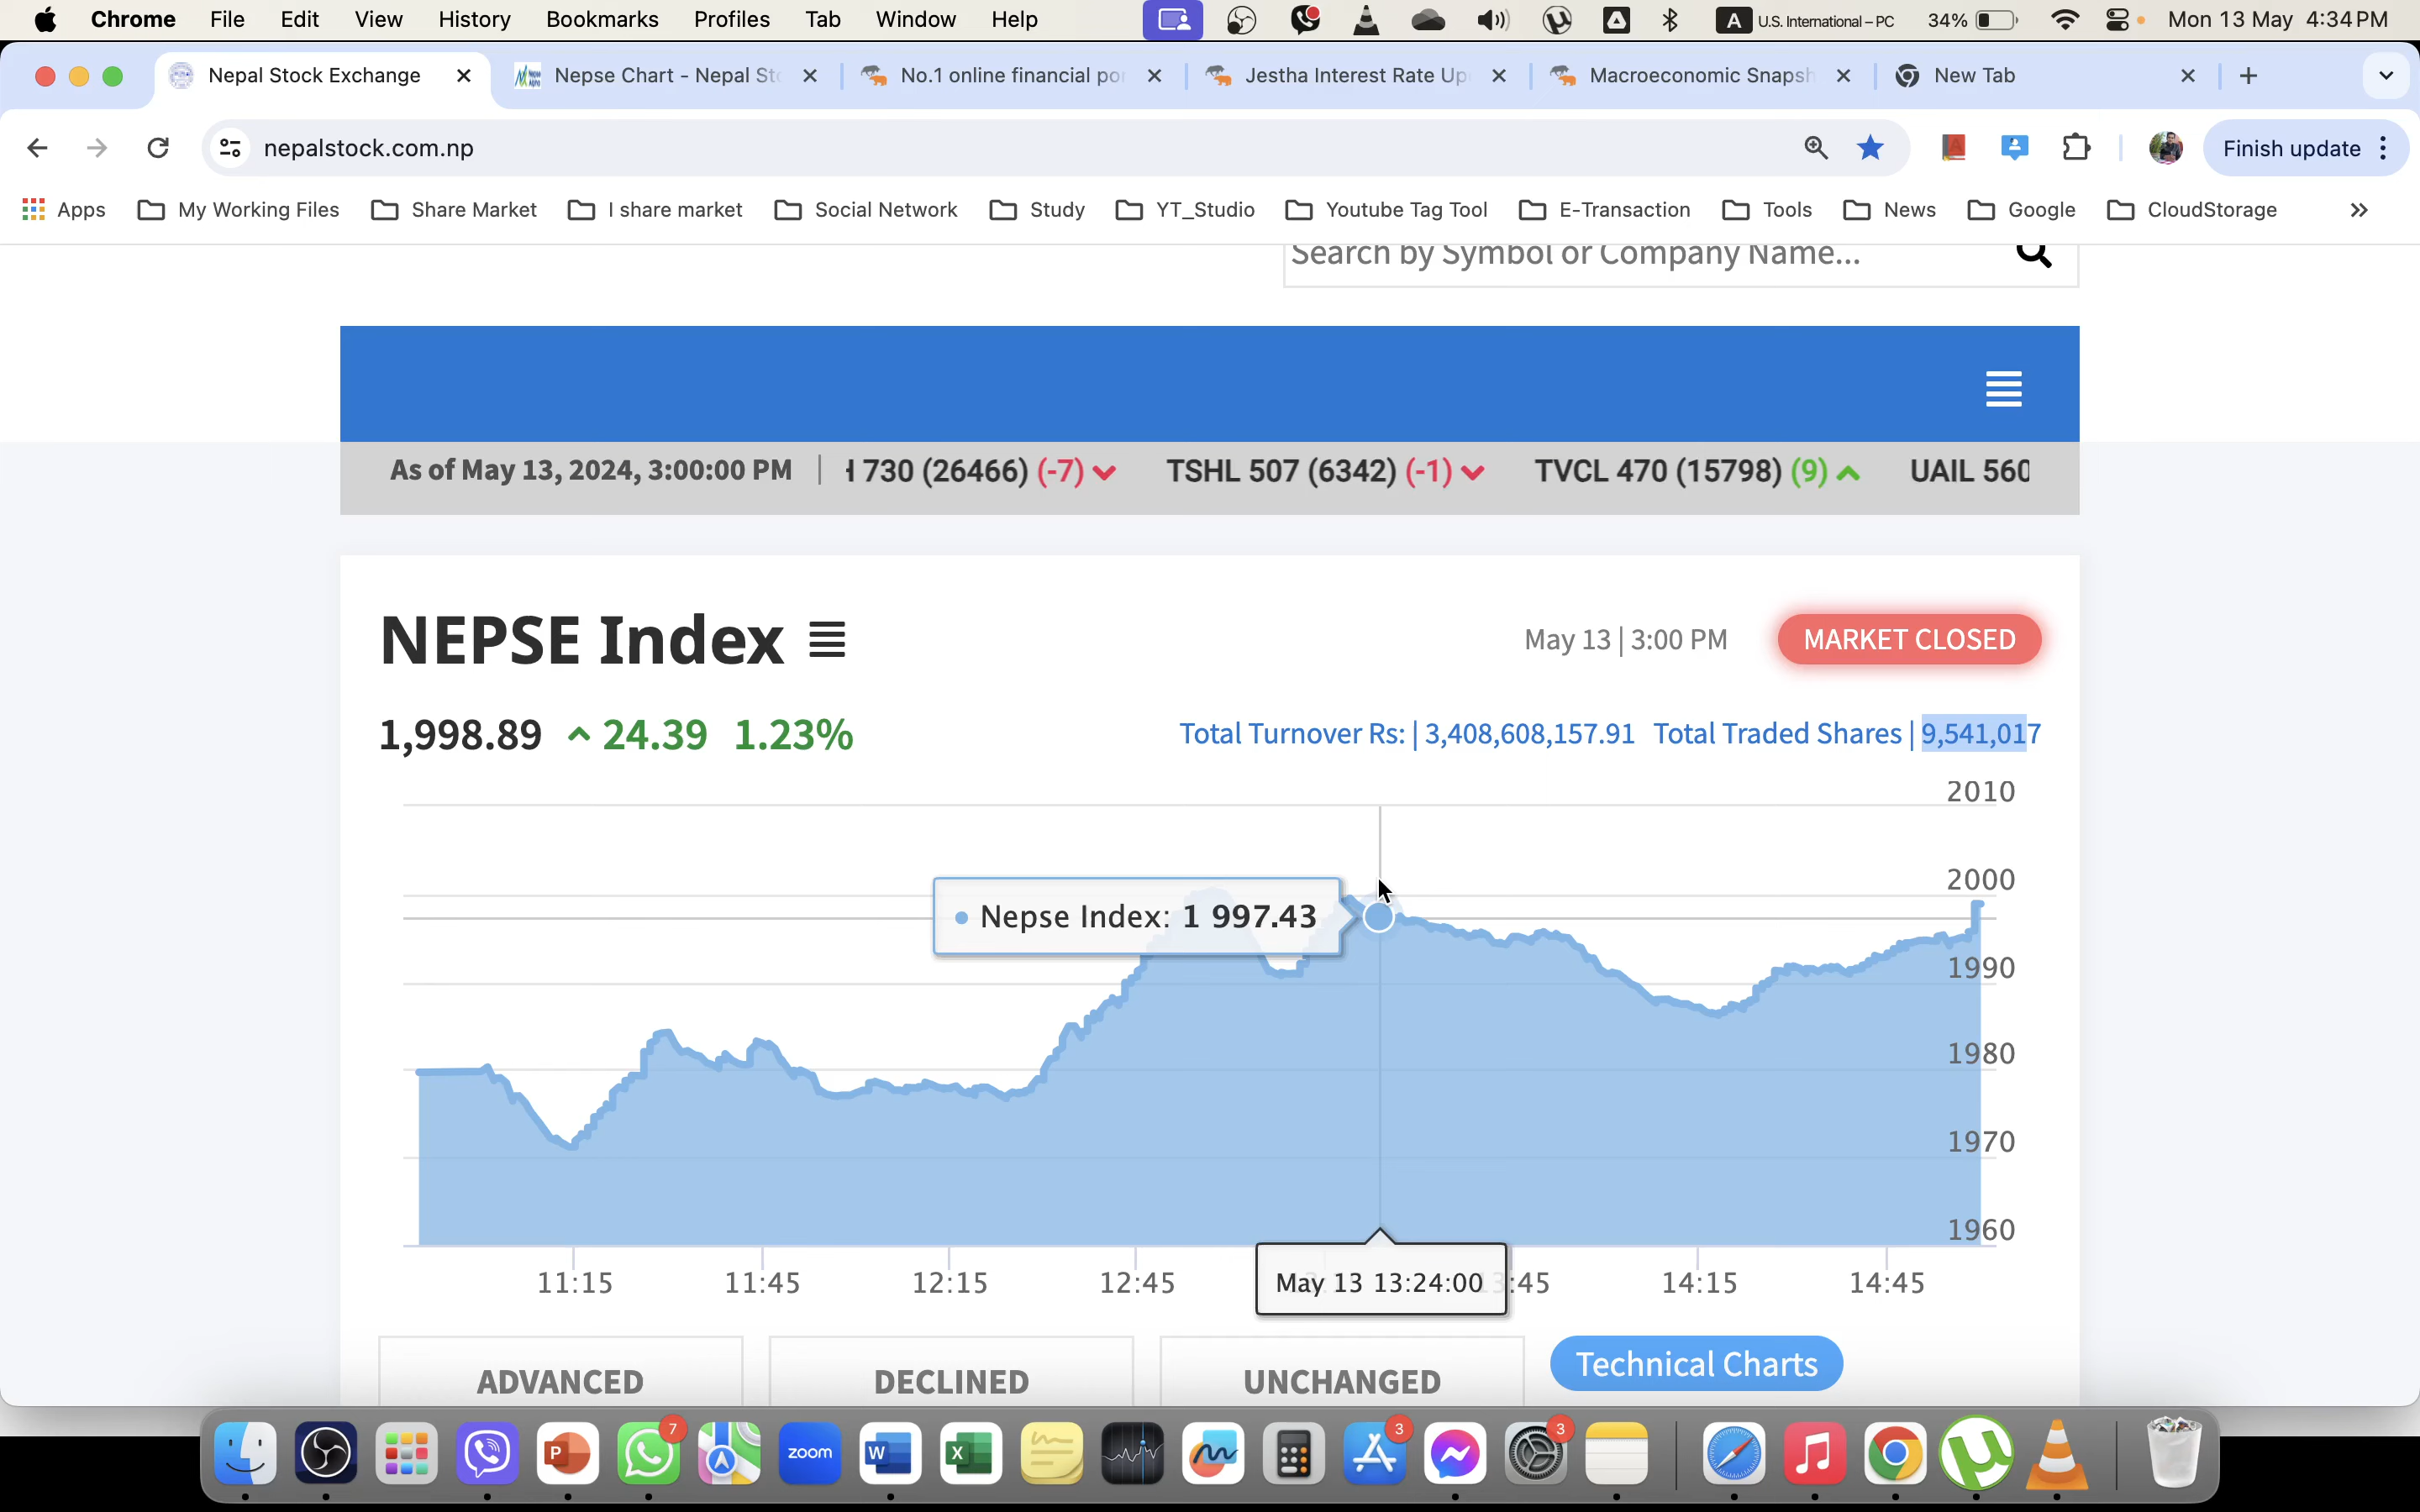 Chrome File Edit View History Bookmarks Profiles Tab Window Help A U.S. International – PC 34% Mon 13 May 4:34 PM
Nepal Stock Exchange Nepse Chart - Nepal Sto No.1 online financial por Jestha Interest Rate Up Macroeconomic Snapsh New Tab
nepalstock.com.np Finish update
Apps My Working Files Share Market I share market Social Network Study YT_Studio Youtube Tag Tool E-Transaction Tools News Google CloudStorage »
Search by Symbol or Company Name...
As of May 13, 2024, 3:00:00 PM | 730 (26466) (-7) TSHL 507 (6342) (-1) TVCL 470 (15798) (9) UAIL 560
NEPSE Index May 13 | 3:00 PM MARKET CLOSED
1,998.89 24.39 1.23% Total Turnover Rs: | 3,408,608,157.91 Total Traded Shares | 9,541,017
2010
2000
Nepse Index: 1 997.43
1990
1980
1970
1960
11:15 11:45 12:15 12:45 May 13 13:24:00 :45 14:15 14:45
ADVANCED DECLINED UNCHANGED Technical Charts
7 3 3
P zoom W X